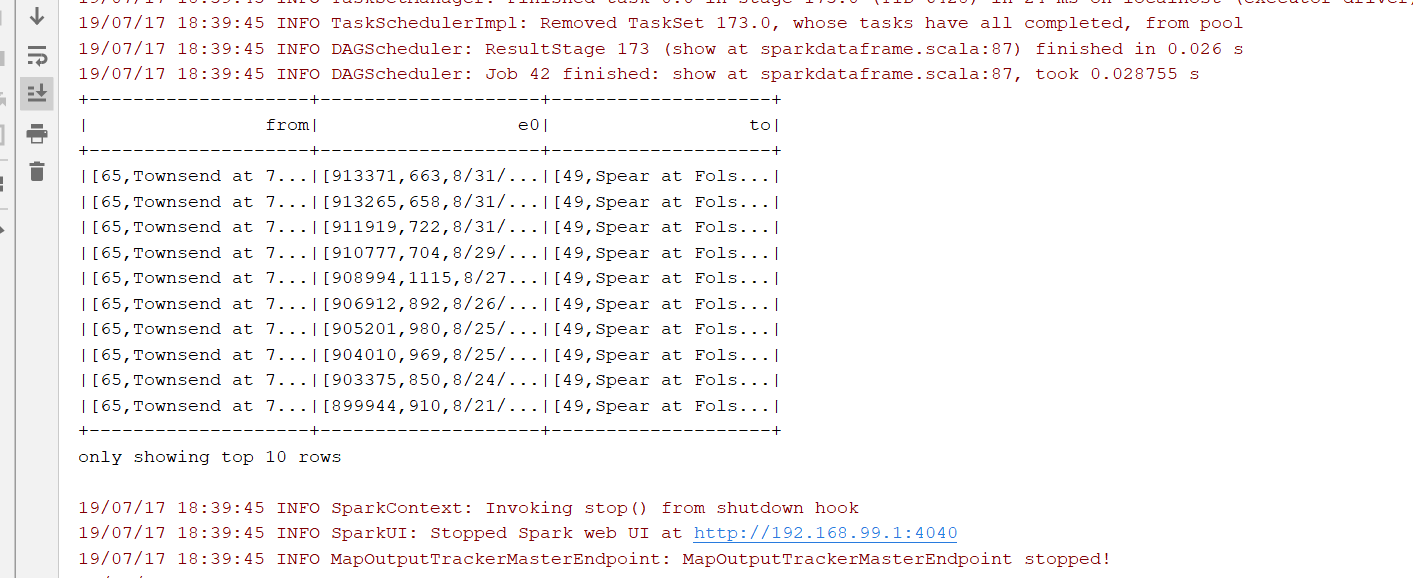 19/07/17 18:39:45 INFO TaskSchedulerImpl: Removed TaskSet 173.0, whose tasks have all completed, from pool
19/07/17 18:39:45 INFO DAGScheduler: ResultStage 173 (show at sparkdataframe.scala:87) finished in 0.026 s
19/07/17 18:39:45 INFO DAGScheduler: Job 42 finished: show at sparkdataframe.scala:87, took 0.028755 s
+--------------------+--------------------+--------------------+
|                from|                  e0|                  to|
+--------------------+--------------------+--------------------+
|[65,Townsend at 7...|[913371,663,8/31/...|[49,Spear at Fols...|
|[65,Townsend at 7...|[913265,658,8/31/...|[49,Spear at Fols...|
|[65,Townsend at 7...|[911919,722,8/31/...|[49,Spear at Fols...|
|[65,Townsend at 7...|[910777,704,8/29/...|[49,Spear at Fols...|
|[65,Townsend at 7...|[908994,1115,8/27...|[49,Spear at Fols...|
|[65,Townsend at 7...|[906912,892,8/26/...|[49,Spear at Fols...|
|[65,Townsend at 7...|[905201,980,8/25/...|[49,Spear at Fols...|
|[65,Townsend at 7...|[904010,969,8/25/...|[49,Spear at Fols...|
|[65,Townsend at 7...|[903375,850,8/24/...|[49,Spear at Fols...|
|[65,Townsend at 7...|[899944,910,8/21/...|[49,Spear at Fols...|
+--------------------+--------------------+--------------------+
only showing top 10 rows
19/07/17 18:39:45 INFO SparkContext: Invoking stop() from shutdown hook
19/07/17 18:39:45 INFO SparkUI: Stopped Spark web UI at http://192.168.99.1:4040
19/07/17 18:39:45 INFO MapOutputTrackerMasterEndpoint: MapOutputTrackerMasterEndpoint stopped!